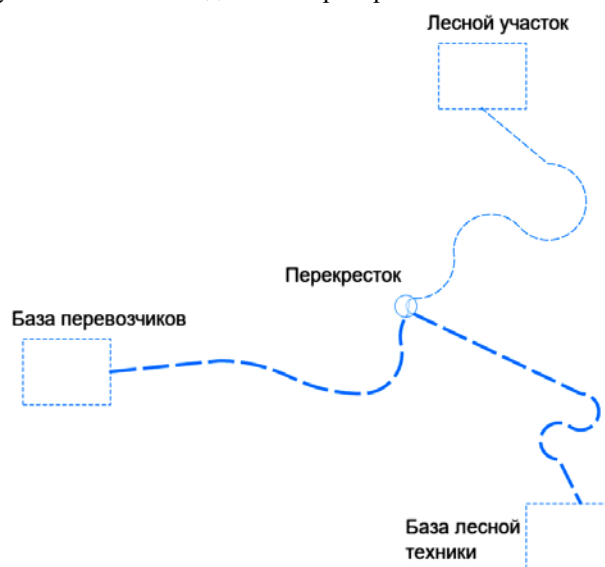 Лесной участок
Перекресток
База перевозчиков
База лесной
техники